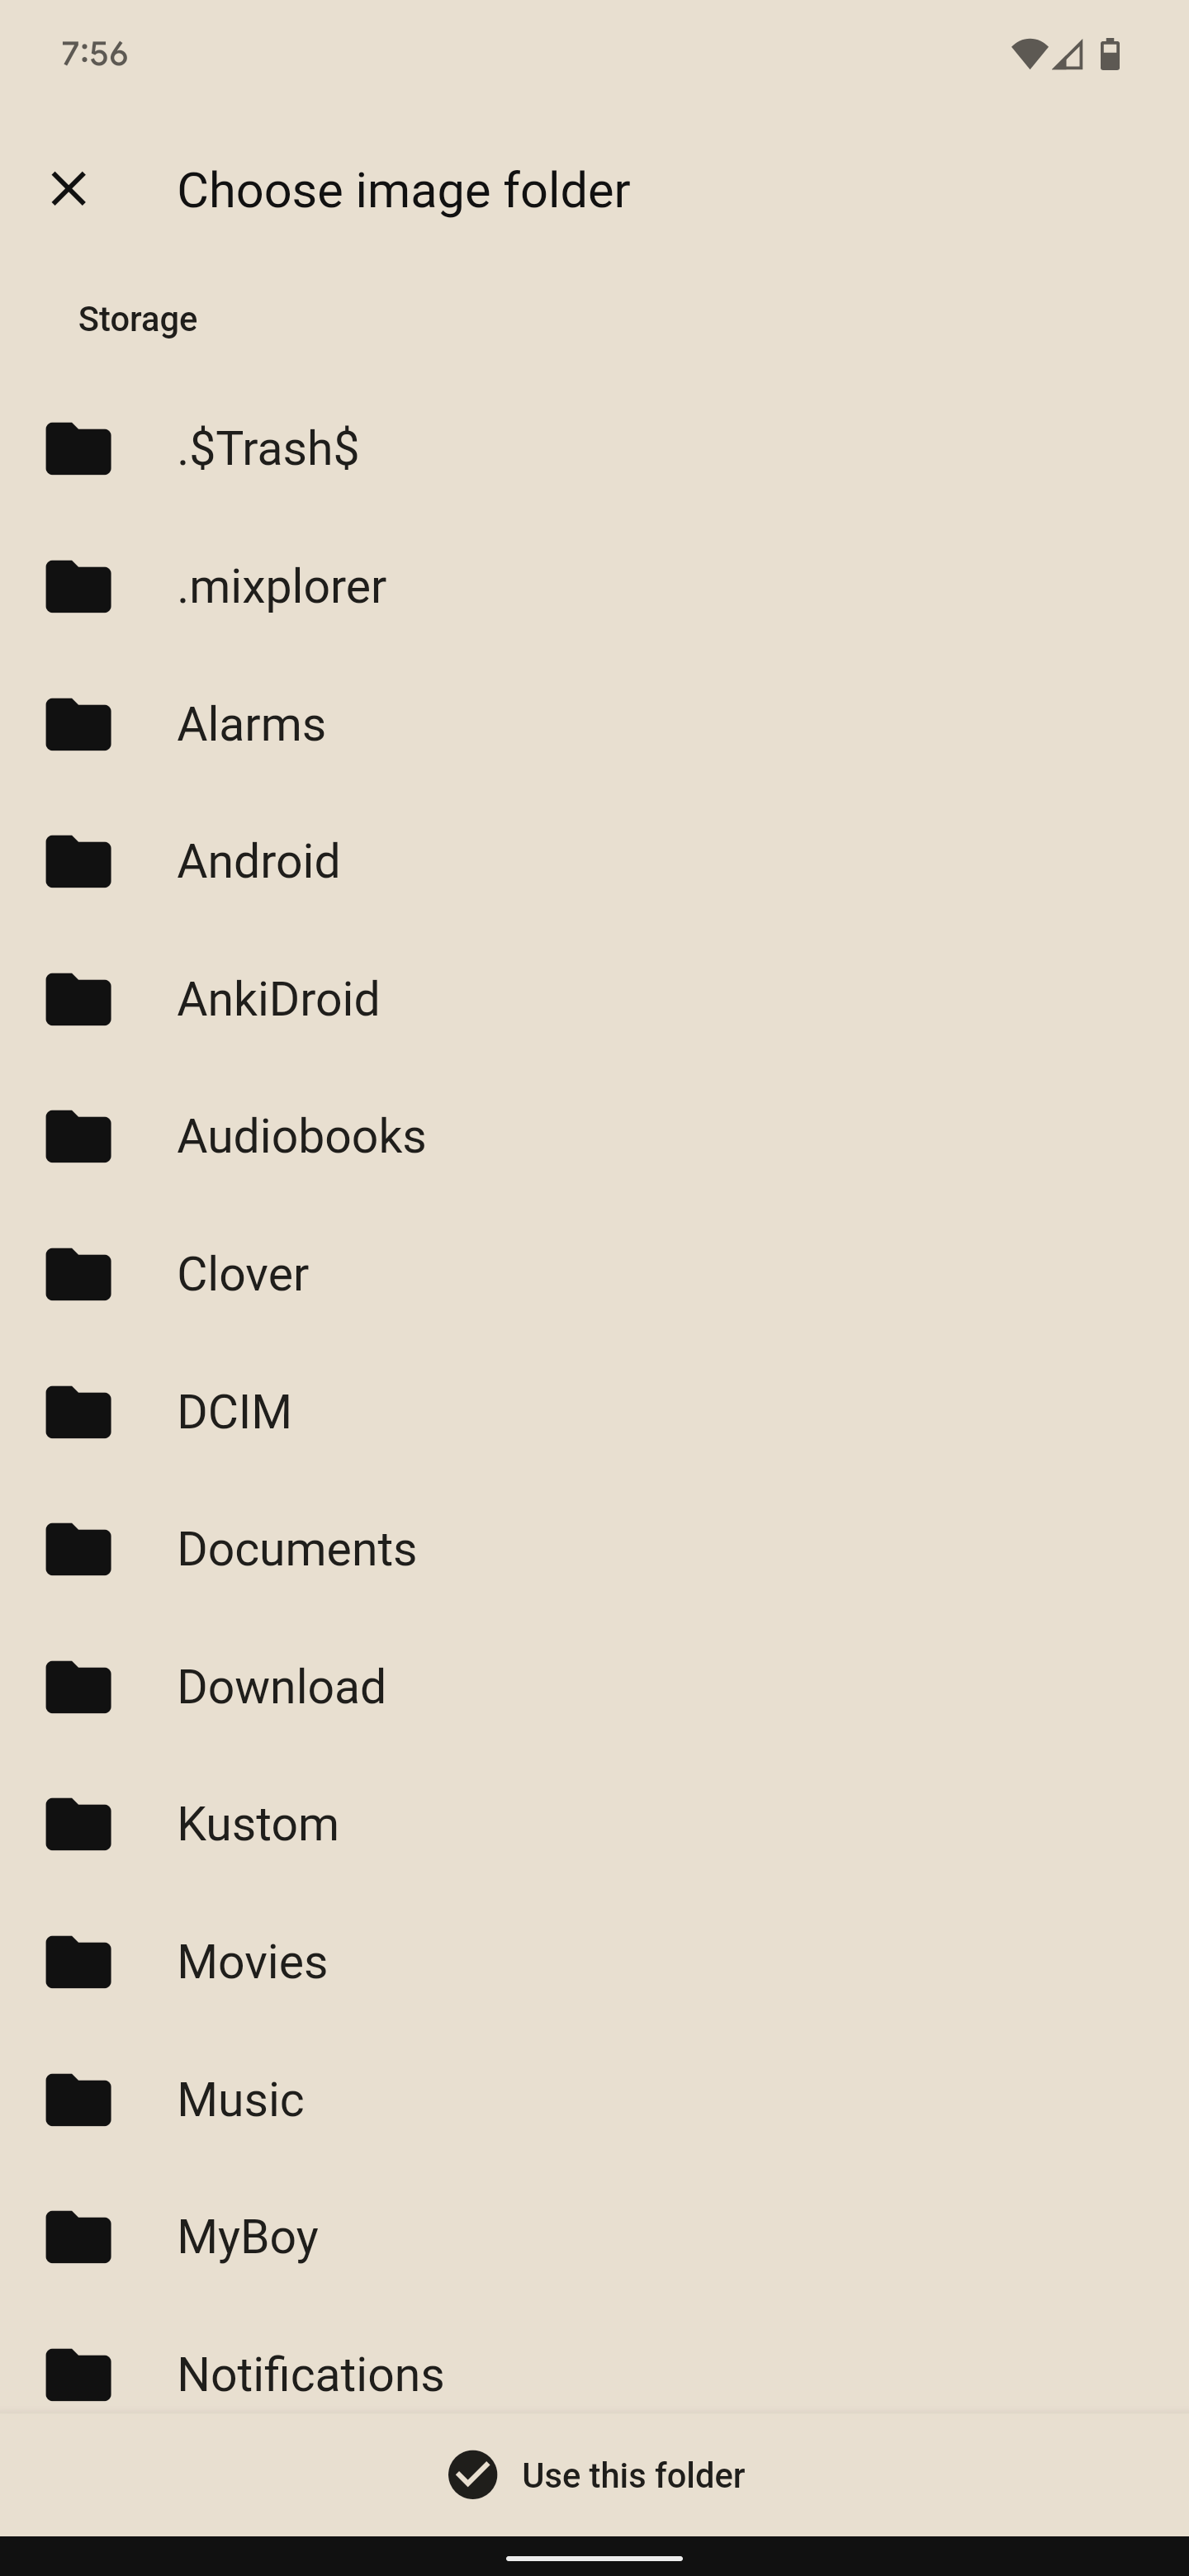 7:56
Choose image folder
Storage
.$Trash$
.mixplorer
Alarms
Android
AnkiDroid
Audiobooks
Clover
DCIM
Documents
Download
Kustom
Movies
Music
MyBoy
Notifications
Use this folder